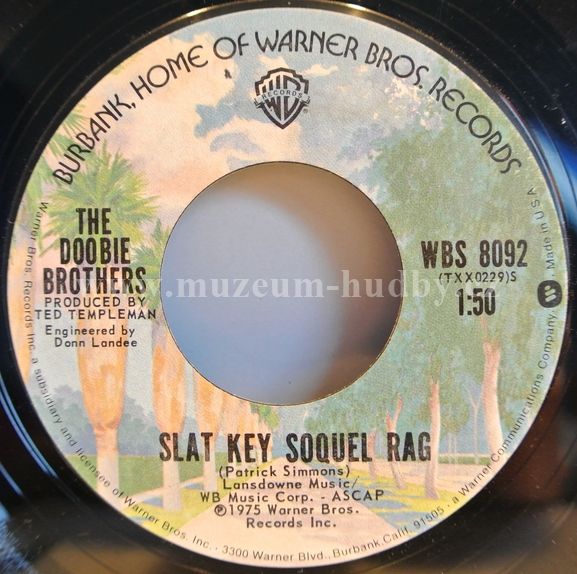 BURBANK, HOME OF WARNER BROS. RECORDS
WB
RECORDS
THE
DOOBIE
BROTHERS
PRODUCED BY
TED TEMPLEMAN
Engineered by
Donn Landee
WBS 8092
(TXX0229)S
1:50
www.muzeum-hudby
SLAT KEY SOQUEL RAG
(Patrick Simmons)
Lansdowne Music/
WB Music Corp. - ASCAP
℗1975 Warner Bros.
Records Inc.
Warner Bros. Records Inc., a subsidiary and licensee of Warner Bros. Inc. · 3300 Warner Blvd., Burbank, Calif. 91505 . a Warner Communications Company. Made in U.S.A.